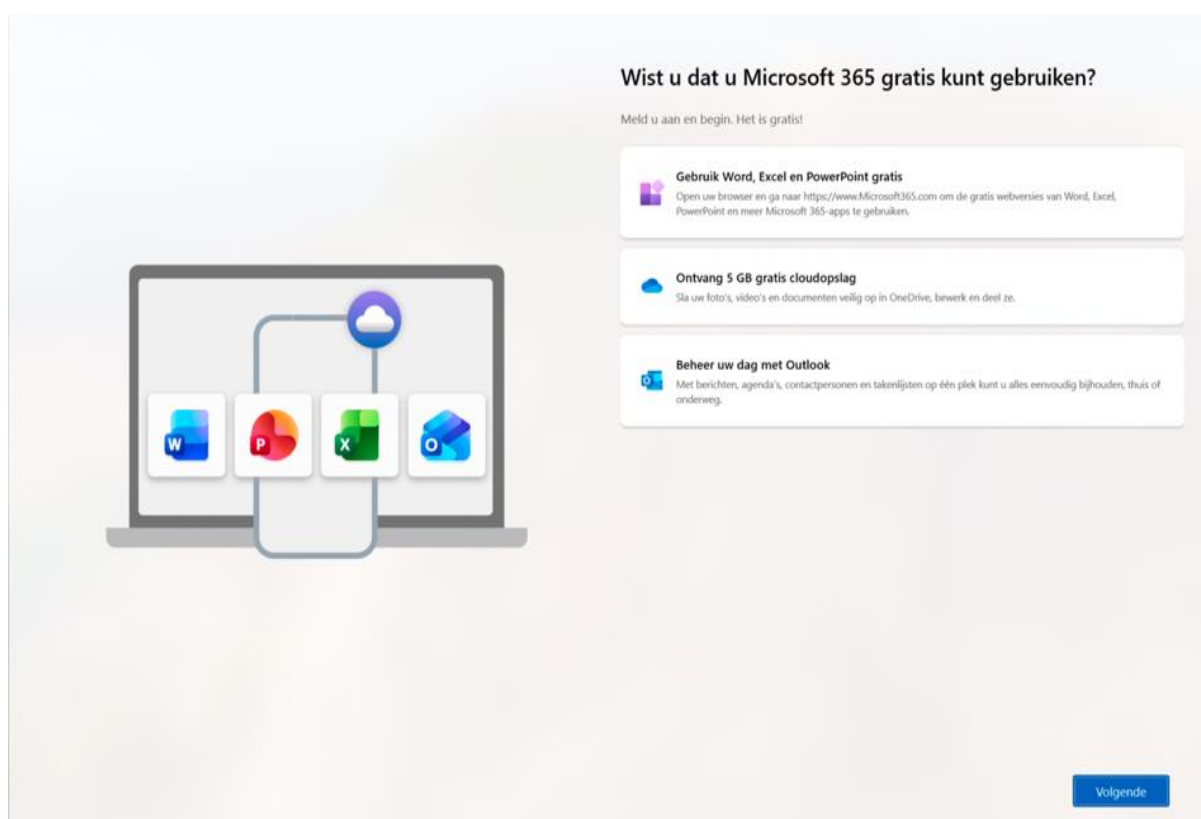 Wist u dat u Microsoft 365 gratis kunt gebruiken?
Meld u aan en begin. Het is gratis!
Gebruik Word, Excel en PowerPoint gratis
Open uw browser en ga naar https://www.Microsoft365.com om de gratis webversies van Word, Excel,
PowerPoint en meer Microsoft 365-apps te gebruiken.
Ontvang 5 GB gratis cloudopslag
Sla uw foto's, video's en documenten veilig op in OneDrive, bewerk en deel ze.
Beheer uw dag met Outlook
Met berichten, agenda's, contactpersonen en takenlijsten op één plek kunt u alles eenvoudig bijhouden, thuis of
onderweg.
W P X O
Volgende